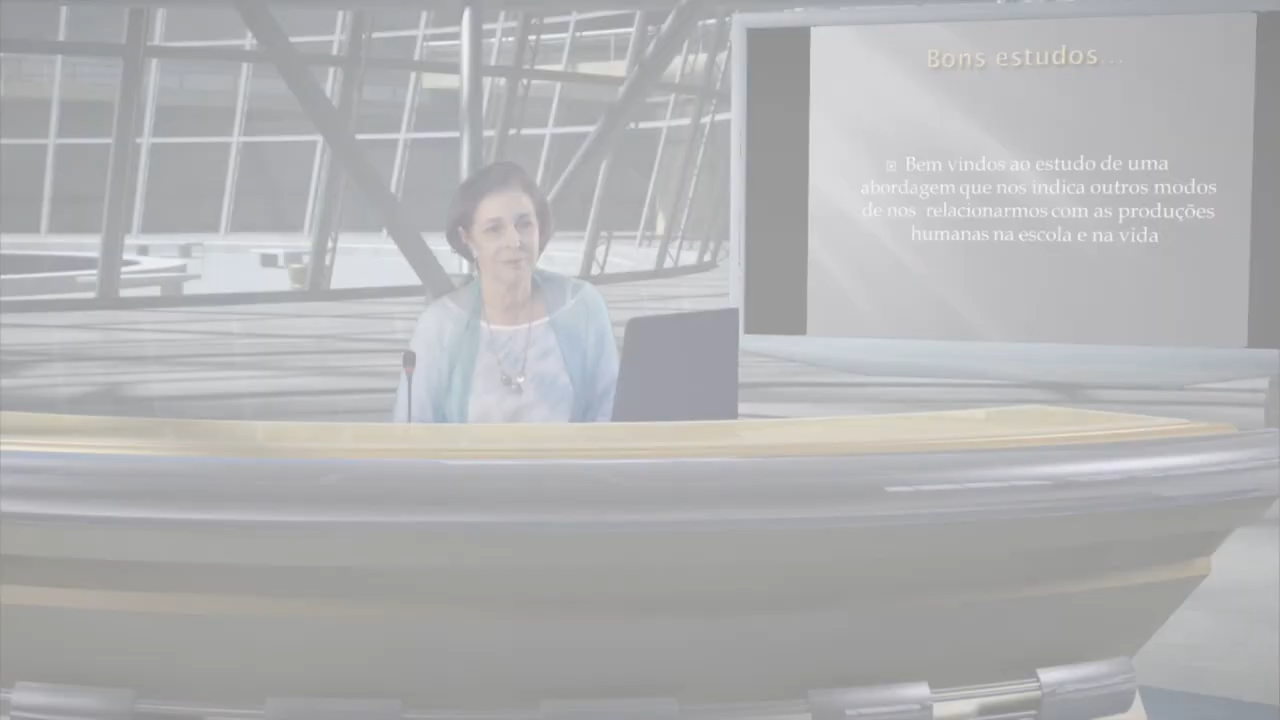 Bons estudos...
Bem vindos ao estudo de uma
abordagem que nos indica outros modos
de nos relacionarmos com as produções
humanas na escola e na vida